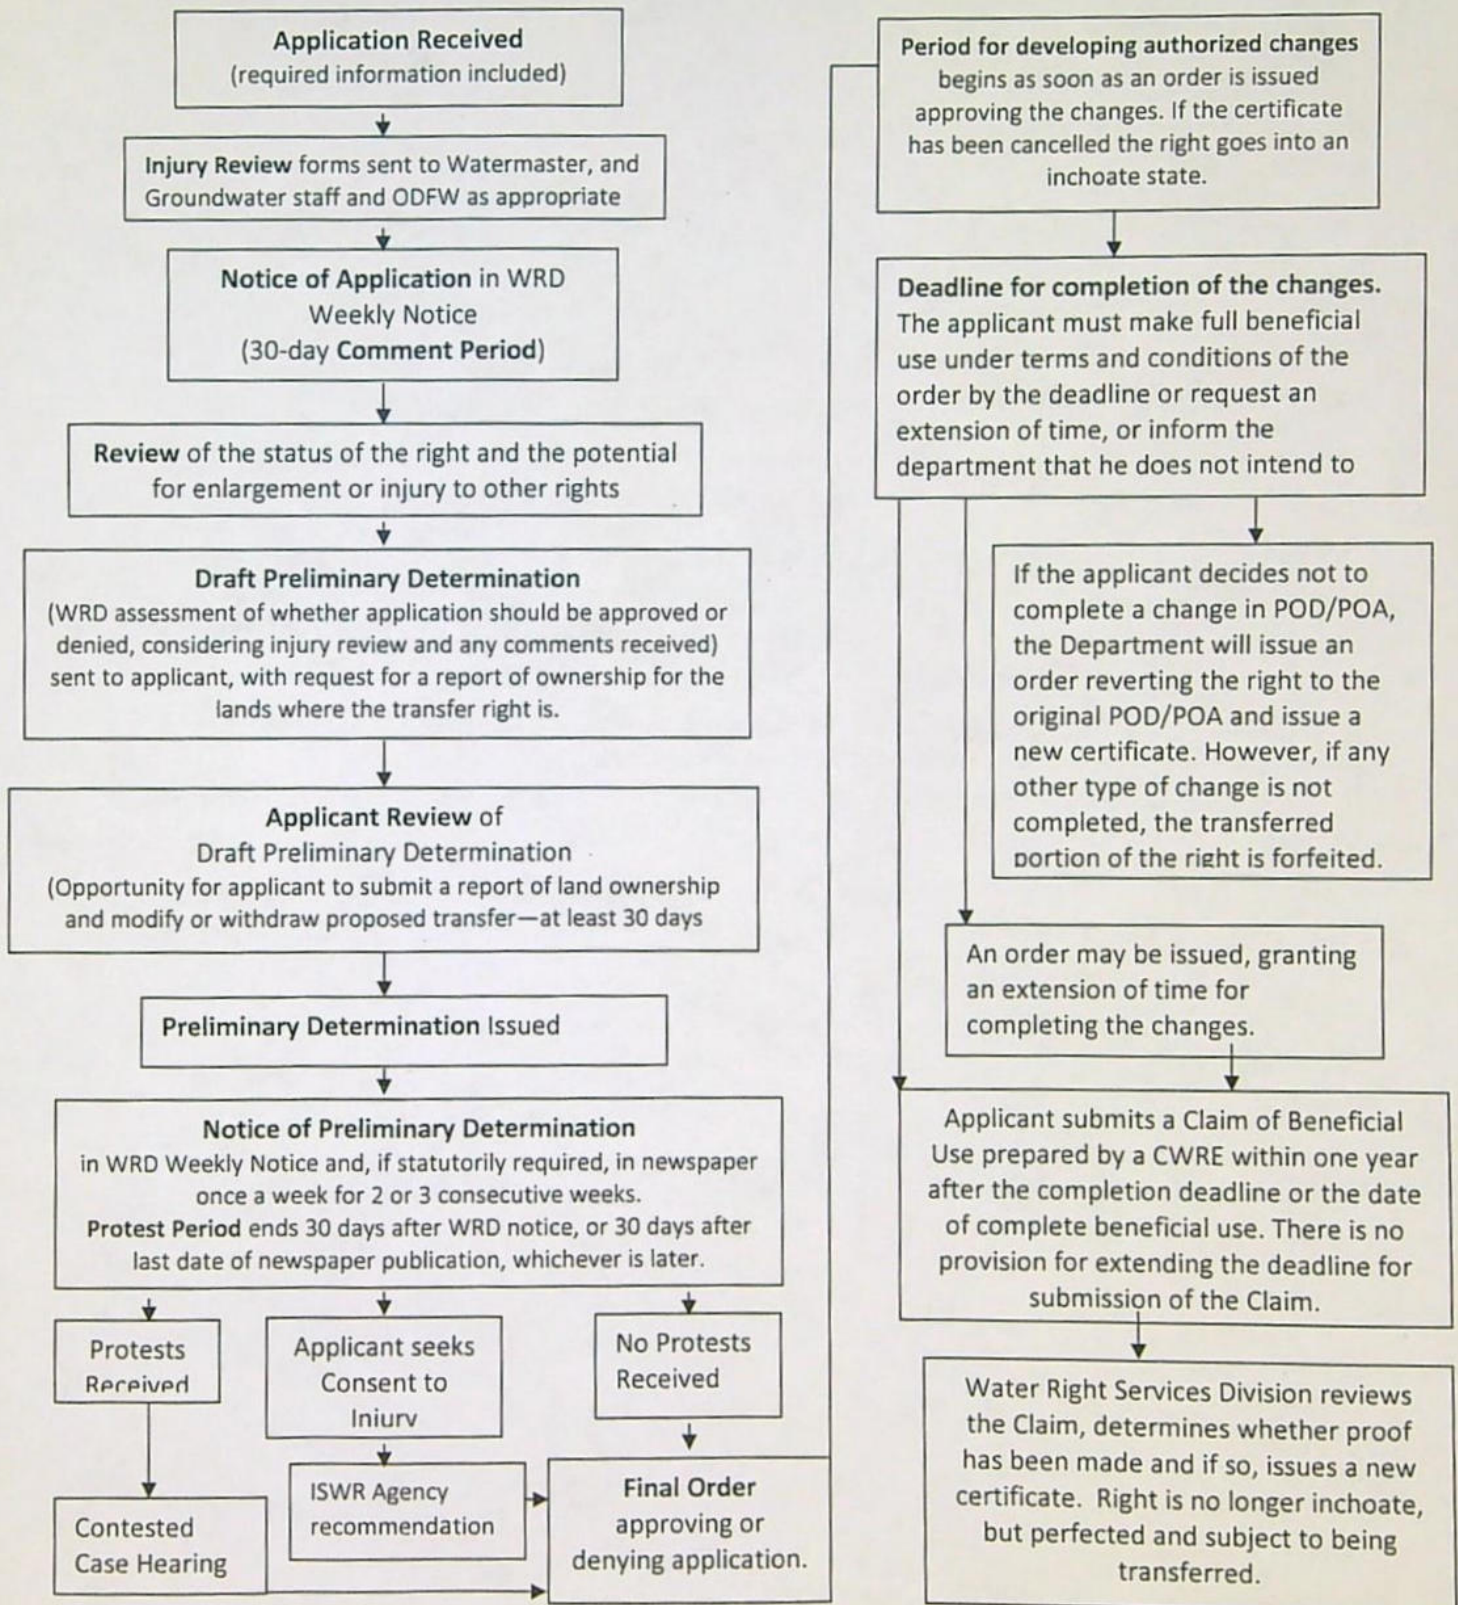 Application Received
(required information included)
Injury Review forms sent to Watermaster, and
Groundwater staff and ODFW as appropriate
Notice of Application in WRD
Weekly Notice
(30-day Comment Period)
Review of the status of the right and the potential
for enlargement or injury to other rights
Draft Preliminary Determination
(WRD assessment of whether application should be approved or
denied, considering injury review and any comments received)
sent to applicant, with request for a report of ownership for the
lands where the transfer right is.
Applicant Review of
Draft Preliminary Determination
(Opportunity for applicant to submit a report of land ownership
and modify or withdraw proposed transfer—at least 30 days
Preliminary Determination Issued
Notice of Preliminary Determination
in WRD Weekly Notice and, if statutorily required, in newspaper
once a week for 2 or 3 consecutive weeks.
Protest Period ends 30 days after WRD notice, or 30 days after
last date of newspaper publication, whichever is later.
Protests
Received
Contested
Case Hearing
Applicant seeks
Consent to
Injury
ISWR Agency
recommendation
No Protests
Received
Final Order
approving or
denying application.
Period for developing authorized changes
begins as soon as an order is issued
approving the changes. If the certificate
has been cancelled the right goes into an
inchoate state.
Deadline for completion of the changes.
The applicant must make full beneficial
use under terms and conditions of the
order by the deadline or request an
extension of time, or inform the
department that he does not intend to
If the applicant decides not to
complete a change in POD/POA,
the Department will issue an
order reverting the right to the
original POD/POA and issue a
new certificate. However, if any
other type of change is not
completed, the transferred
portion of the right is forfeited.
An order may be issued, granting
an extension of time for
completing the changes.
Applicant submits a Claim of Beneficial
Use prepared by a CWRE within one year
after the completion deadline or the date
of complete beneficial use. There is no
provision for extending the deadline for
submission of the Claim.
Water Right Services Division reviews
the Claim, determines whether proof
has been made and if so, issues a new
certificate. Right is no longer inchoate,
but perfected and subject to being
transferred.